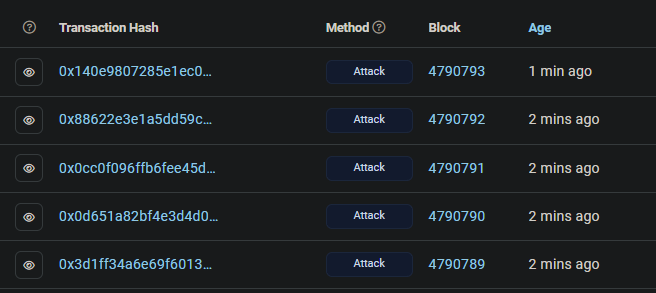 Transaction Hash Method Block Age
0x140e9807285e1ec0... Attack 4790793 1 min ago
0x88622e3e1a5dd59c... Attack 4790792 2 mins ago
0x0cc0f096ffb6fee45d... Attack 4790791 2 mins ago
0x0d651a82bf4e3d4d0... Attack 4790790 2 mins ago
0x3d1ff34a6e69f6013... Attack 4790789 2 mins ago